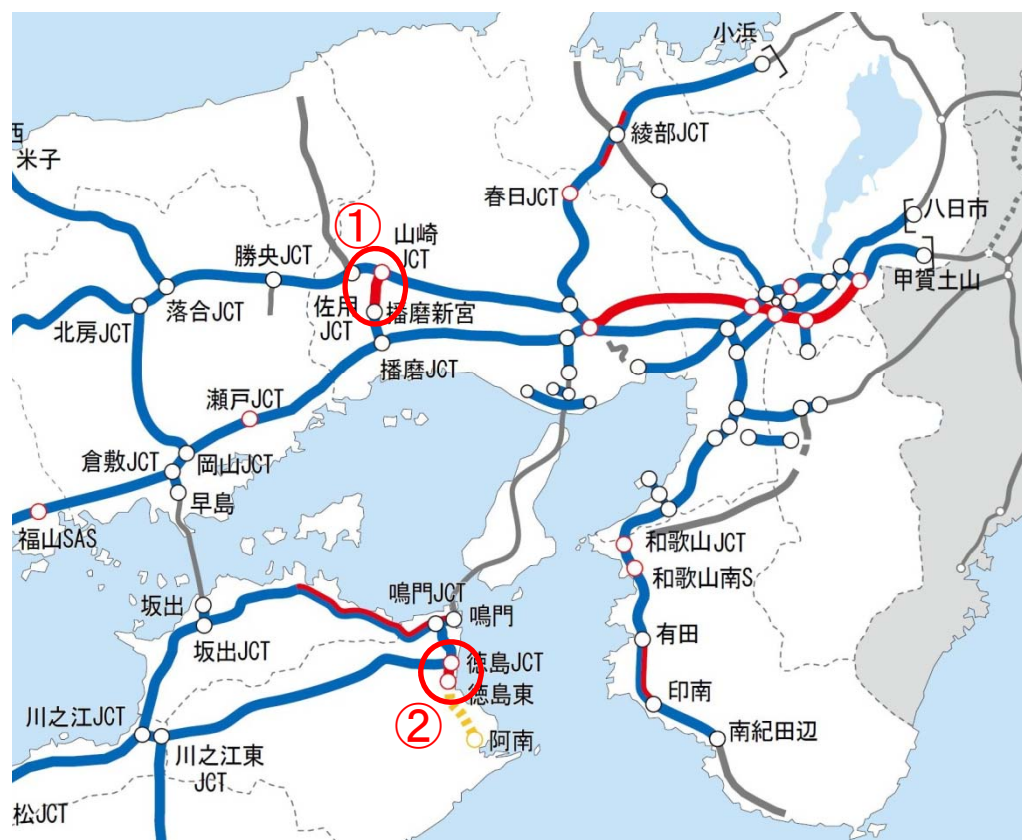 小浜
綾部JCT
西
米子
春日JCT
八日市
①
山崎
JCT
勝央JCT
甲賀土山
落合JCT
佐用
JCT
播磨新宮
北房JCT
播磨JCT
瀬戸JCT
倉敷JCT
岡山JCT
早島
福山SAS
和歌山JCT
和歌山南S
鳴門JCT
坂出
鳴門
坂出JCT
有田
徳島JCT
徳島東
印南
②
川之江JCT
阿南
南紀田辺
川之江東
JCT
松JCT